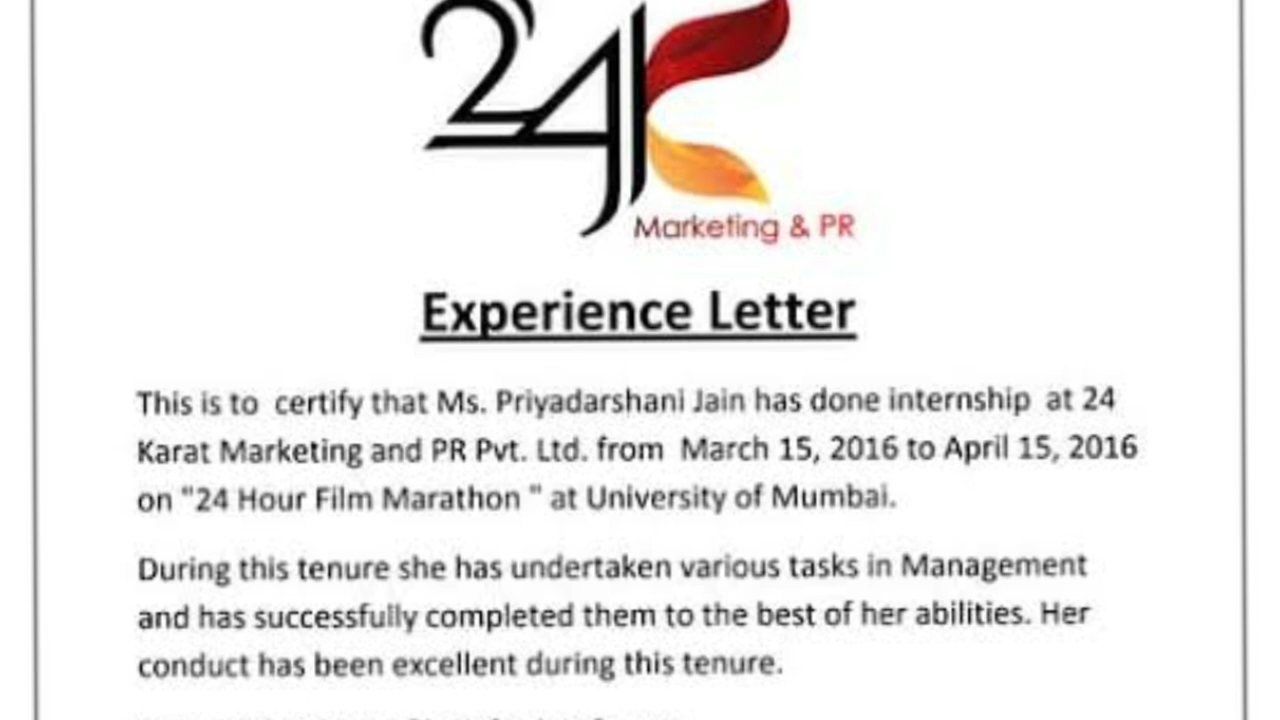 24K
Marketing & PR
Experience Letter
This is to certify that Ms. Priyadarshani Jain has done internship at 24
Karat Marketing and PR Pvt. Ltd. from March 15, 2016 to April 15, 2016
on "24 Hour Film Marathon " at University of Mumbai.
During this tenure she has undertaken various tasks in Management
and has successfully completed them to the best of her abilities. Her
conduct has been excellent during this tenure.